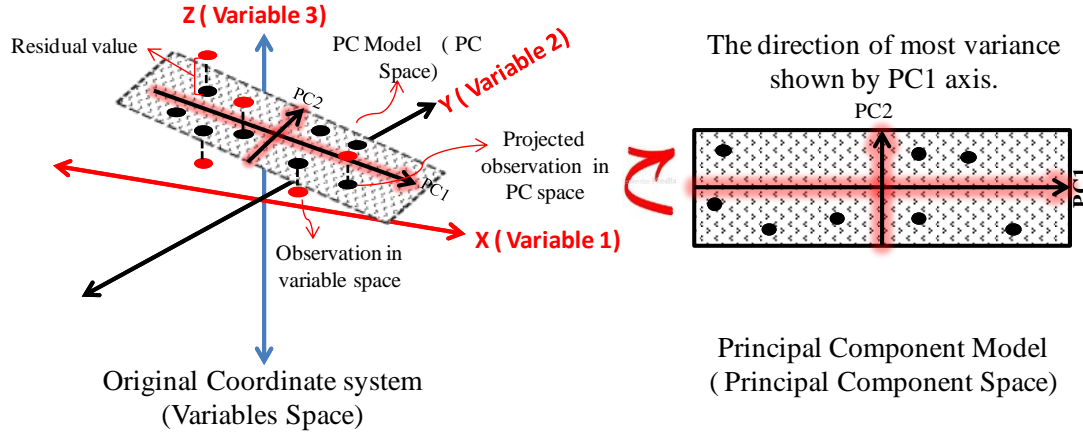 Z ( Variable 3)
Residual value
PC Model ( PC
Space)
Y( Variable 2)
PC2
PC1
Projected
observation in
PC space
X ( Variable 1)
Observation in
variable space
Original Coordinate system
(Variables Space)
The direction of most variance
shown by PC1 axis.
PC2
PC1
Principal Component Model
( Principal Component Space)